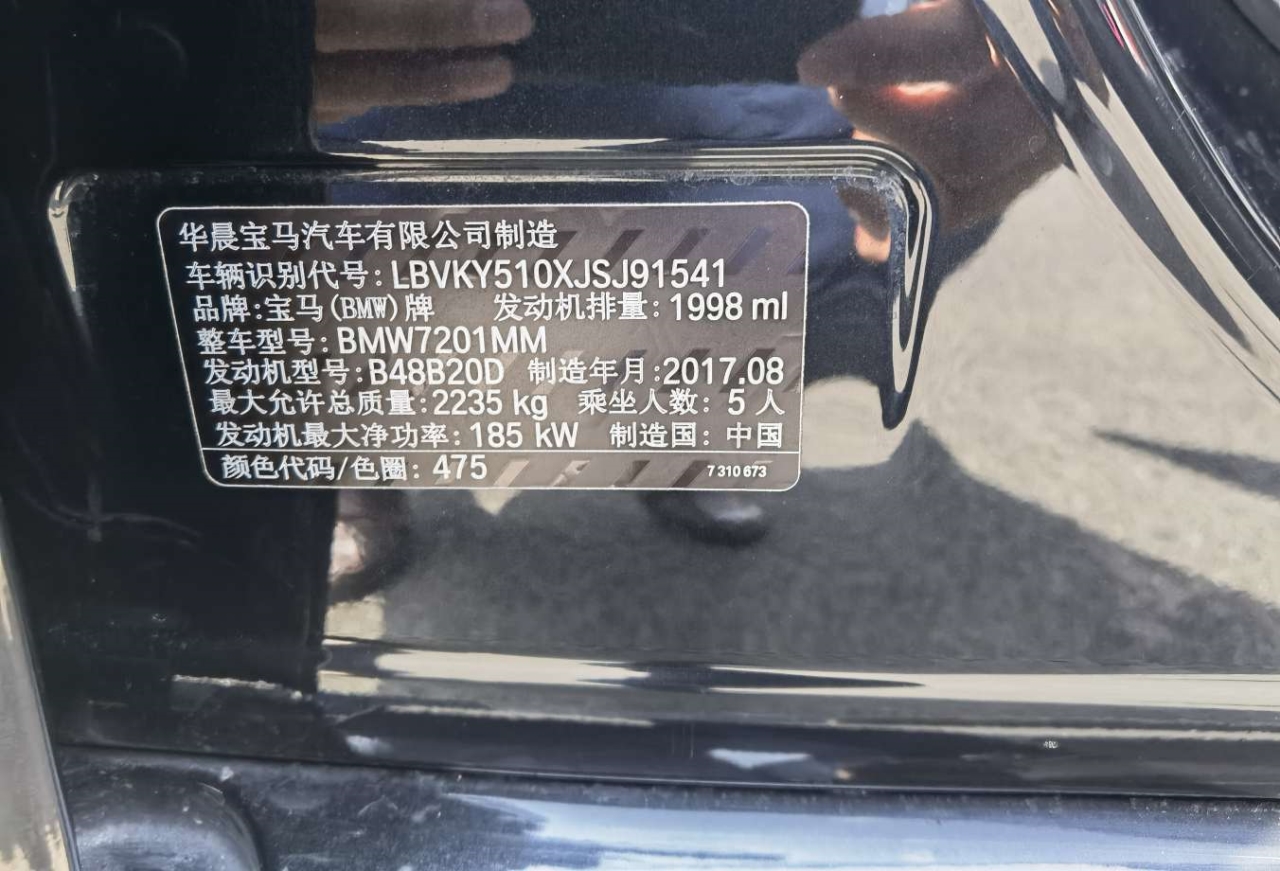 华晨宝马汽车有限公司制造
车辆识别代号: LBVKY510XJSJ91541
品牌:宝马(BMW)牌 发动机排量: 1998 ml
整车型号: BMW7201MM
发动机型号: B48B20D 制造年月:2017.08
最大允许总质量:2235 kg 乘坐人数: 5 人
发动机最大净功率: 185 kW 制造国: 中国
颜色代码/色圈: 475 7 310 673